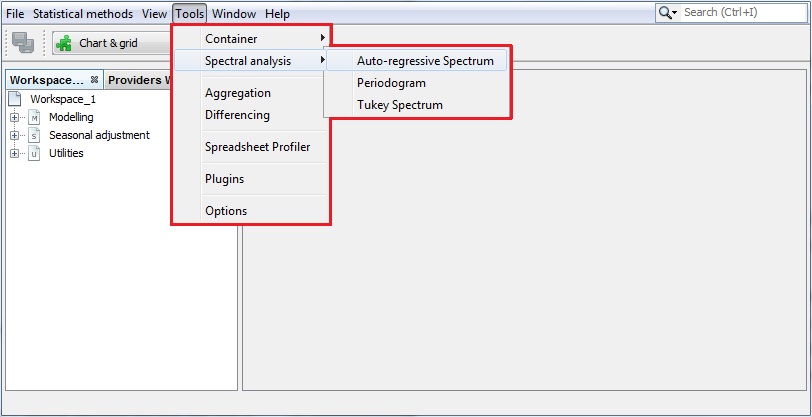 File Statistical methods View Tools Window Help Search (Ctrl+I)
Chart & grid
Container
Spectral analysis
Aggregation
Differencing
Spreadsheet Profiler
Plugins
Options
Auto-regressive Spectrum
Periodogram
Tukey Spectrum
Workspace... Providers W
Workspace_1
M Modelling
S Seasonal adjustment
U Utilities